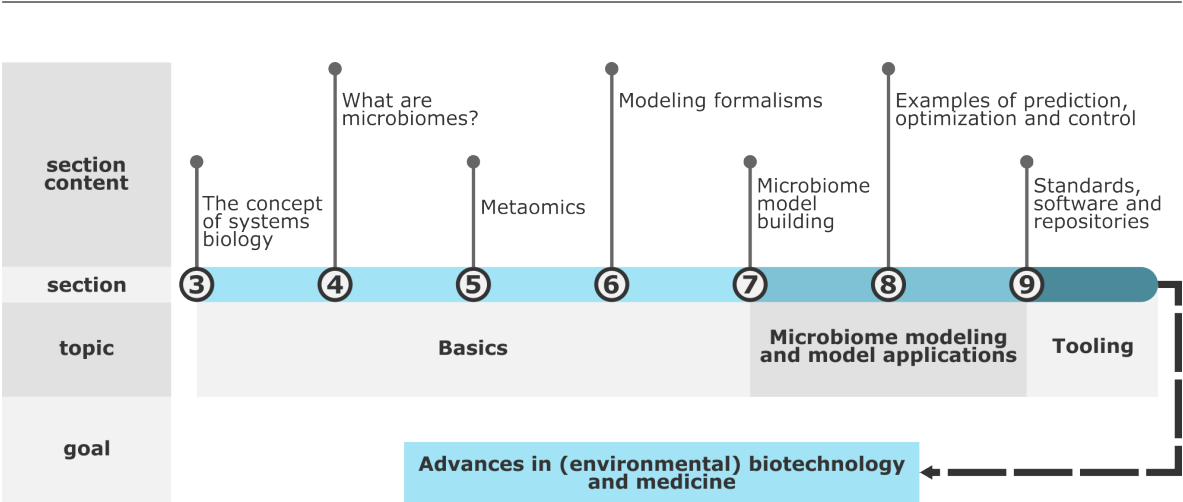 What are
microbiomes?
Modeling formalisms
Examples of prediction,
optimization and control
section
content
The concept
of systems
biology
Metaomics
Microbiome
model
building
Standards,
software and
repositories
section
3
4
5
6
7
8
9
topic
Basics
Microbiome modeling
and model applications
Tooling
goal
Advances in (environmental) biotechnology
and medicine